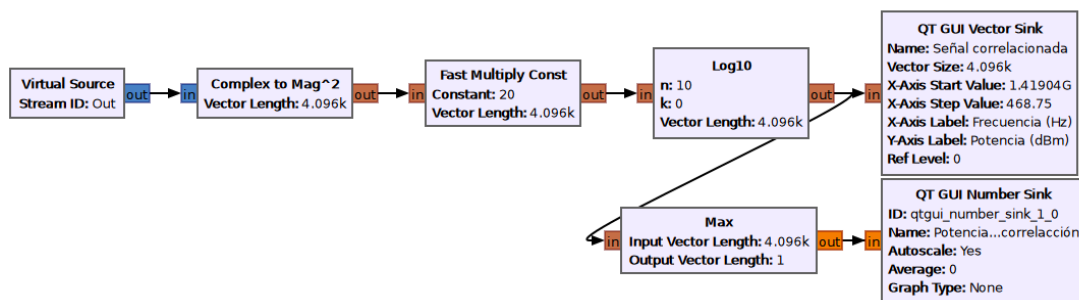 Virtual Source
Stream ID: Out
out
in
Complex to Mag^2
Vector Length: 4.096k
out
in
Fast Multiply Const
Constant: 20
Vector Length: 4.096k
out
in
Log10
n: 10
k: 0
Vector Length: 4.096k
out
in
QT GUI Vector Sink
Name: Señal correlacionada
Vector Size: 4.096k
X-Axis Start Value: 1.41904G
X-Axis Step Value: 468.75
X-Axis Label: Frecuencia (Hz)
Y-Axis Label: Potencia (dBm)
Ref Level: 0
in
Max
Input Vector Length: 4.096k
Output Vector Length: 1
out
in
QT GUI Number Sink
ID: qtgui_number_sink_1_0
Name: Potencia...correlacción
Autoscale: Yes
Average: 0
Graph Type: None